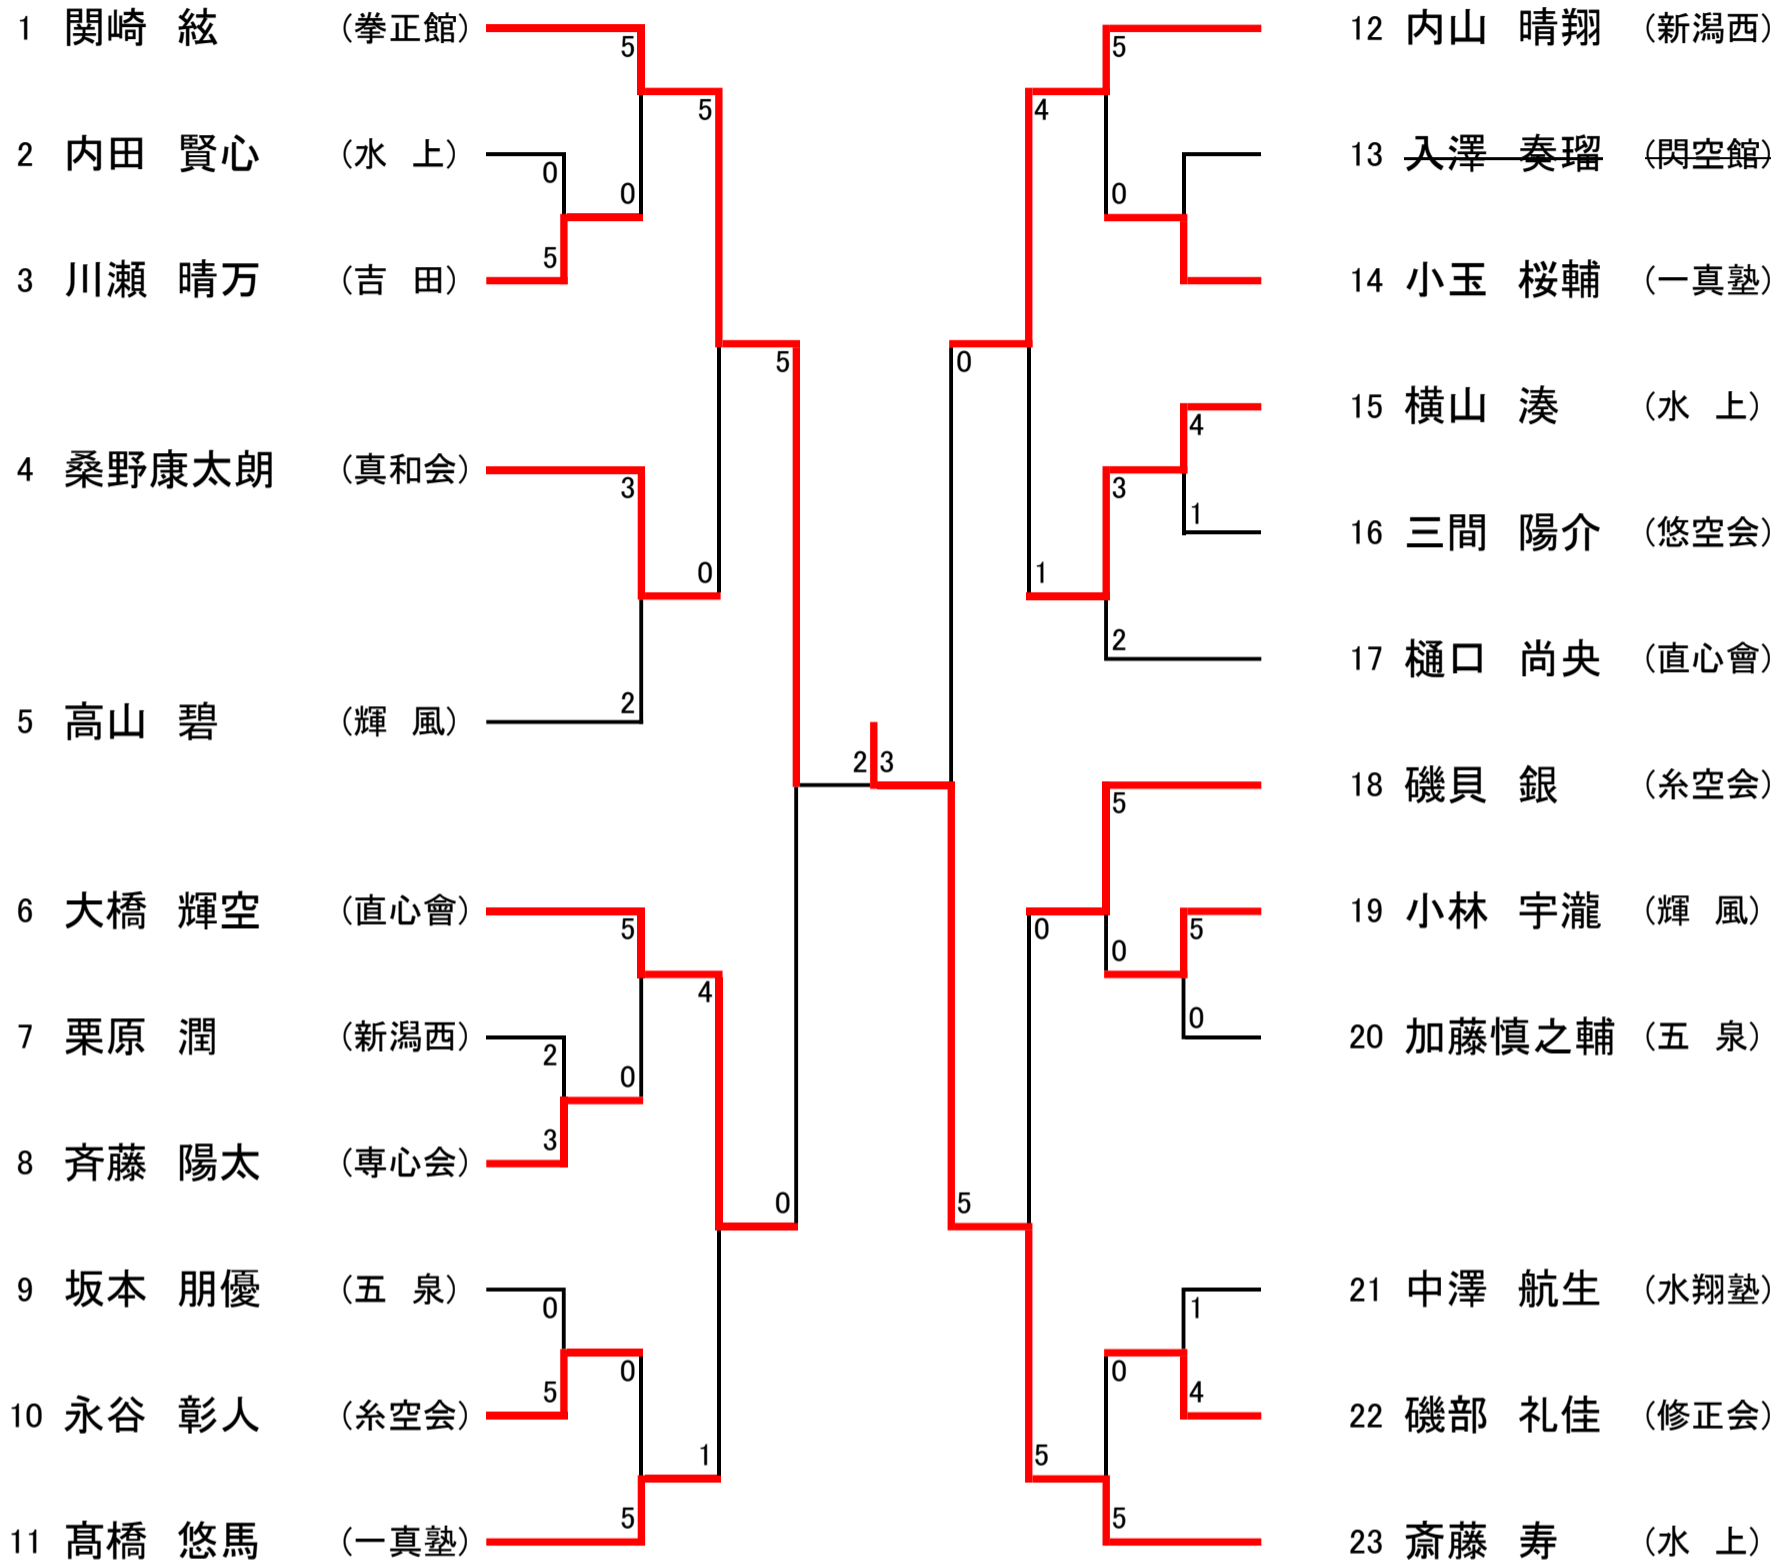 1 関崎 絃 (拳正館)
5
5
2 内田 賢心 (水 上)
0
0
3 川瀬 晴万 (吉 田)
5
5
4 桑野康太朗 (真和会)
3
0
5 高山 碧 (輝 風)
2
2 3
6 大橋 輝空 (直心會)
5
4
7 栗原 潤 (新潟西)
2
0
8 斉藤 陽太 (専心会)
3
0
9 坂本 朋優 (五 泉)
0
0
10 永谷 彰人 (糸空会)
5
1
11 髙橋 悠馬 (一真塾)
5
12 内山 晴翔 (新潟西)
5
4
13 入澤 奏瑠 (閃空館)
0
14 小玉 桜輔 (一真塾)
0
15 横山 湊 (水 上)
4
3
16 三間 陽介 (悠空会)
1
1
17 樋口 尚央 (直心會)
2
18 磯貝 銀 (糸空会)
5
0
19 小林 宇瀧 (輝 風)
5
0
20 加藤慎之輔 (五 泉)
0
5
21 中澤 航生 (水翔塾)
1
0
22 磯部 礼佳 (修正会)
4
5
23 斎藤 寿 (水 上)
5